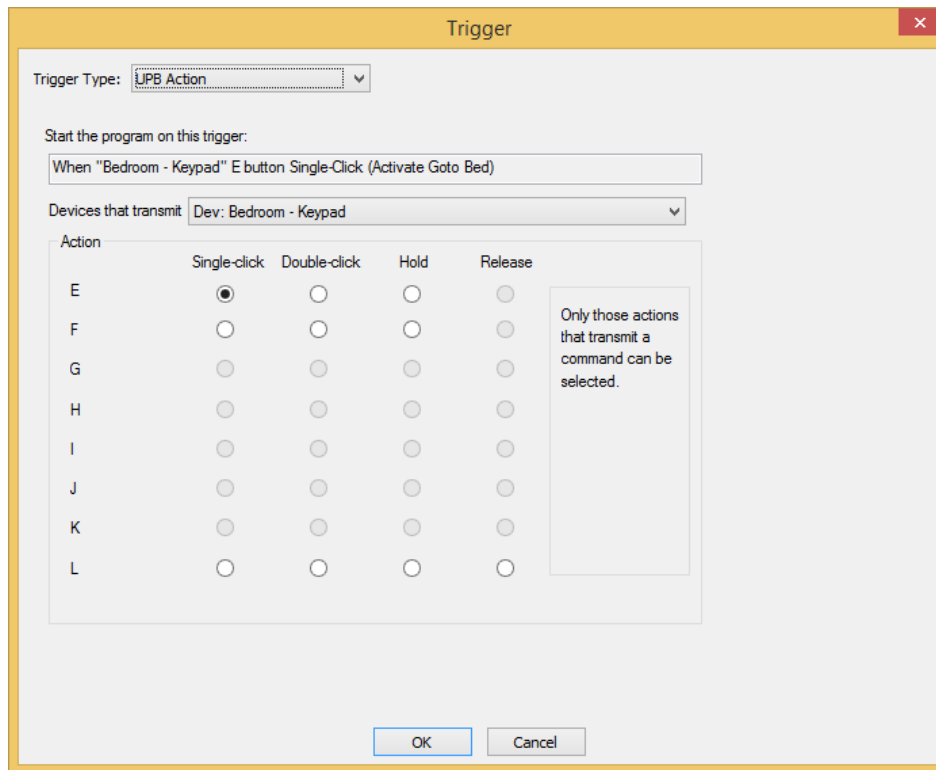 Trigger
Trigger Type: UPB Action
Start the program on this trigger:
When "Bedroom - Keypad" E button Single-Click (Activate Goto Bed)
Devices that transmit Dev: Bedroom - Keypad
Action
Single-click Double-click Hold Release
E
F
G
H
I
J
K
L
Only those actions
that transmit a
command can be
selected.
OK Cancel